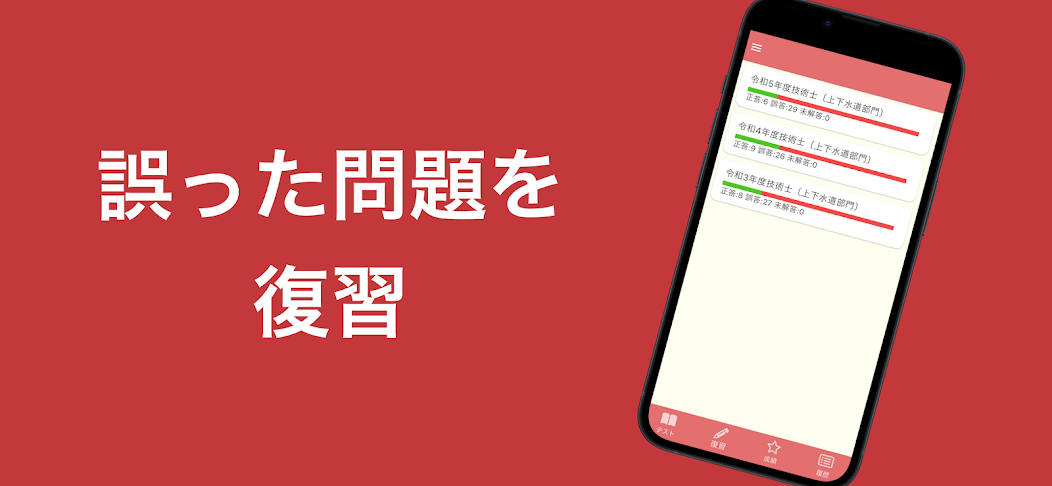 誤った問題を
復習
令和5年度技術士（上下水道部門）
正答:6 誤答:29 未解答:0
令和4年度技術士（上下水道部門）
正答:9 誤答:26 未解答:0
令和3年度技術士（上下水道部門）
正答:8 誤答:27 未解答:0
テスト
復習
成績
履歴